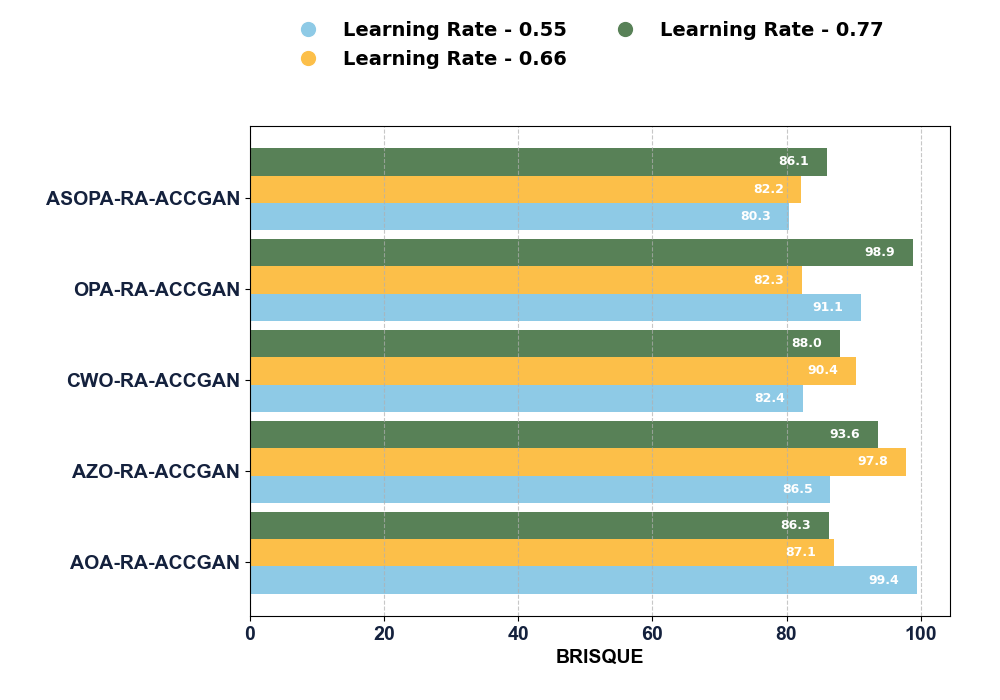 Learning Rate - 0.55
Learning Rate - 0.77
Learning Rate - 0.66
ASOPA-RA-ACCGAN
86.1
82.2
80.3
OPA-RA-ACCGAN
98.9
82.3
91.1
CWO-RA-ACCGAN
88.0
90.4
82.4
AZO-RA-ACCGAN
93.6
97.8
86.5
AOA-RA-ACCGAN
86.3
87.1
99.4
0 20 40 60 80 100
BRISQUE